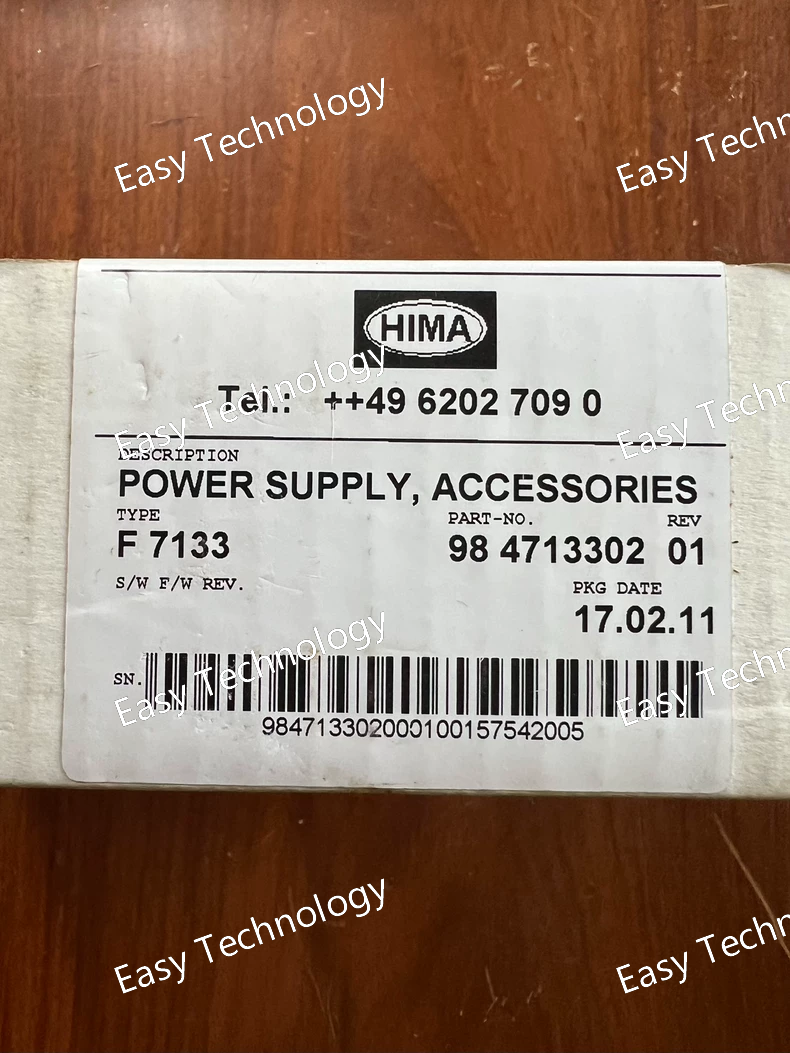 Easy Technology
Easy Techn
HIMA
Tel.: ++49 6202 709 0
Easy Technology
Easy Techn
DESCRIPTION
POWER SUPPLY, ACCESSORIES
TYPE PART-NO. REV
F 7133 98 4713302 01
S/W F/W REV. PKG DATE
17.02.11
Easy Technology
Easy Techn
SN.
984713302000100157542005
Easy Technology
Easy Techn